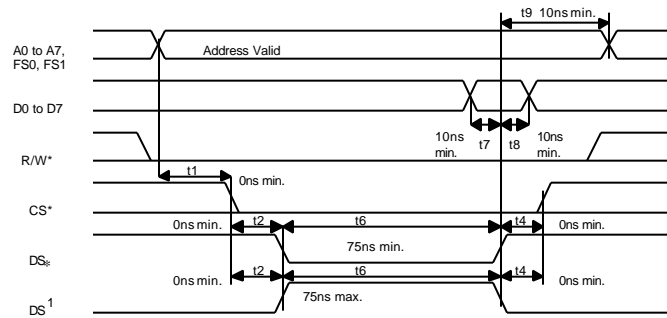 t9 10ns min.
A0 to A7,
FS0, FS1
Address Valid
D0 to D7
10ns
min.
t7
t8
10ns
min.
R/W*
t1
0ns min.
CS*
0ns min.
t2
t6
t4
0ns min.
DS*
75ns min.
0ns min.
t2
t6
t4
0ns min.
DS1
75ns max.